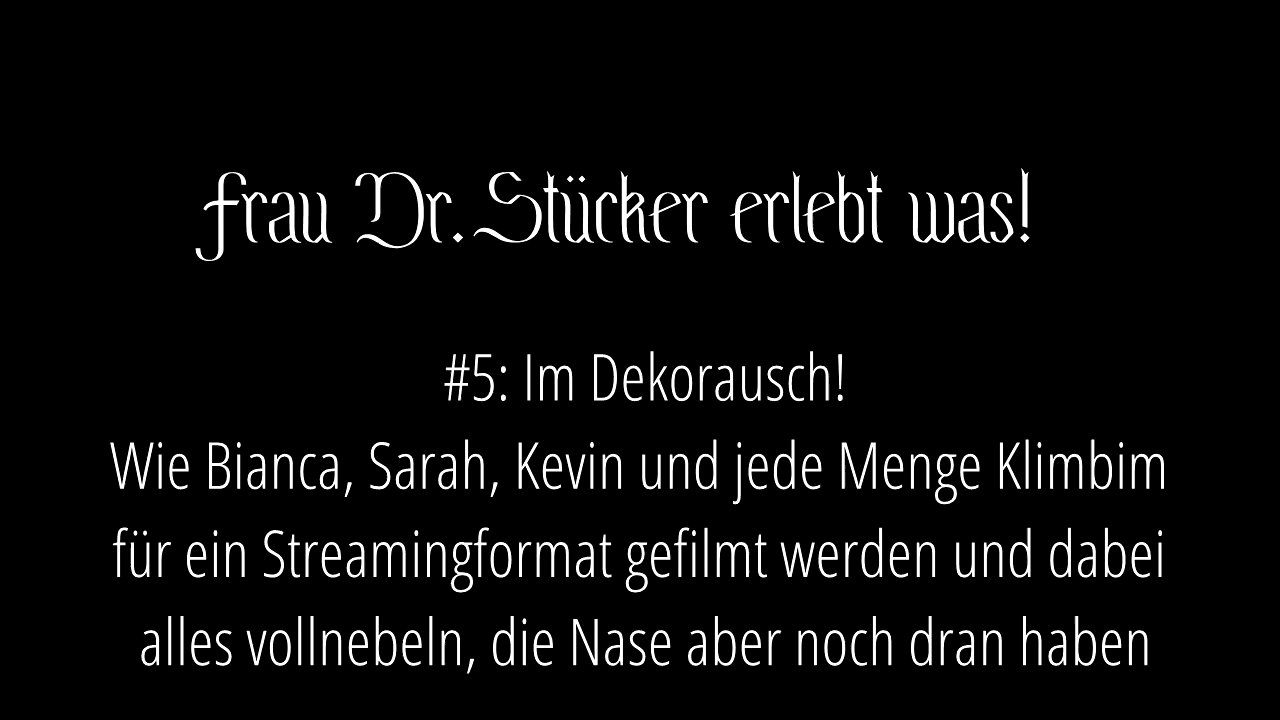 Frau Dr. Stücker erlebt was!
#5: Im Dekorausch!
Wie Bianca, Sarah, Kevin und jede Menge Klimbim
für ein Streamingformat gefilmt werden und dabei
alles vollnebeln, die Nase aber noch dran haben